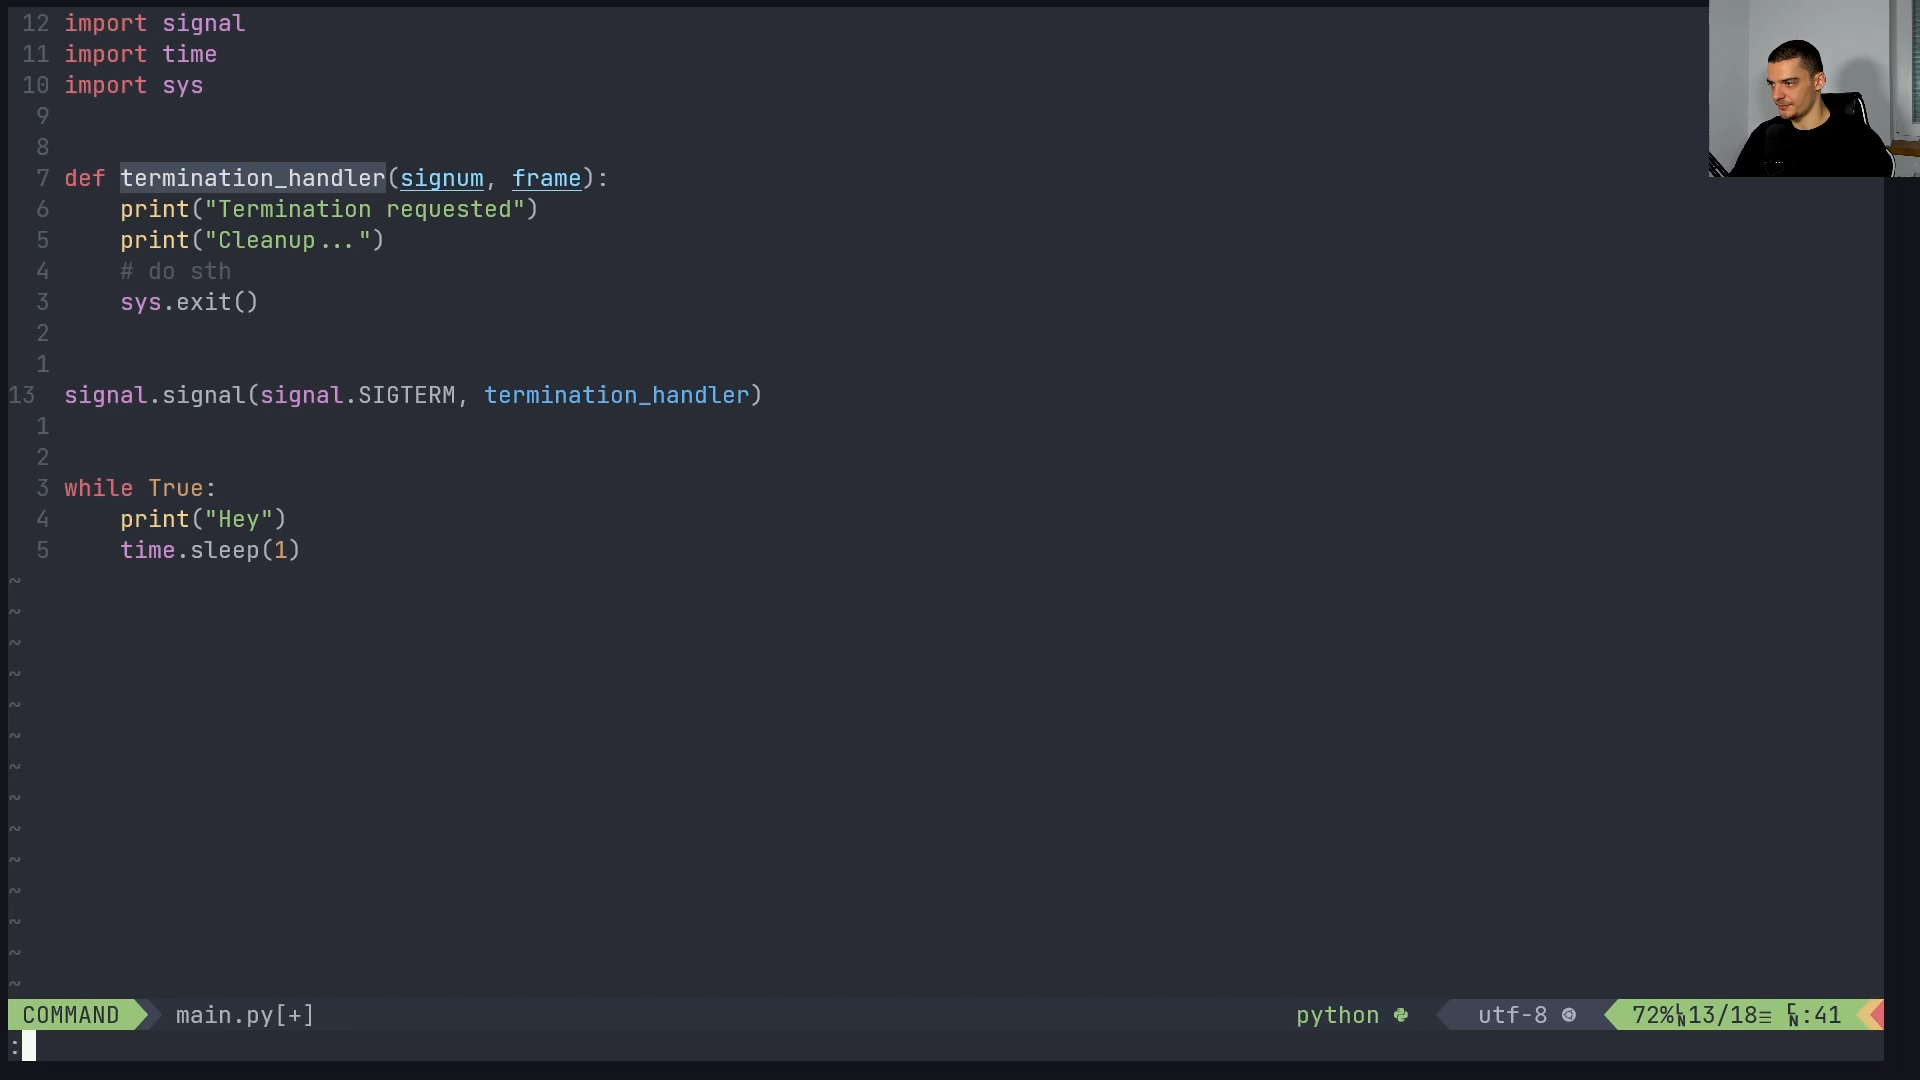 12 import signal
11 import time
10 import sys
9
8
7 def termination_handler(signum, frame):
6     print("Termination requested")
5     print("Cleanup...")
4     # do sth
3     sys.exit()
2
1
13 signal.signal(signal.SIGTERM, termination_handler)
1
2
3 while True:
4     print("Hey")
5     time.sleep(1)
~
~
~
~
~
~
~
~
~
~
~
~
~
~
COMMAND main.py[+] python utf-8 72% LN 13/18≡ CN:41
: